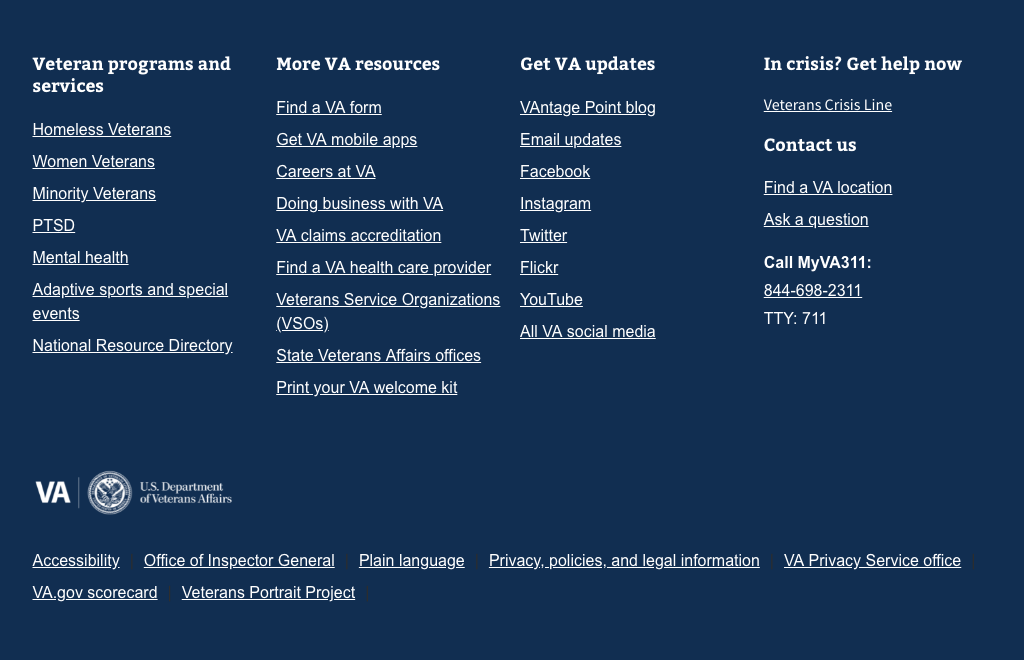 Veteran programs and
services
Homeless Veterans
Women Veterans
Minority Veterans
PTSD
Mental health
Adaptive sports and special
events
National Resource Directory
More VA resources
Find a VA form
Get VA mobile apps
Careers at VA
Doing business with VA
VA claims accreditation
Find a VA health care provider
Veterans Service Organizations
(VSOs)
State Veterans Affairs offices
Print your VA welcome kit
Get VA updates
VAntage Point blog
Email updates
Facebook
Instagram
Twitter
Flickr
YouTube
All VA social media
In crisis? Get help now
Veterans Crisis Line
Contact us
Find a VA location
Ask a question
Call MyVA311:
844-698-2311
TTY: 711
VA
U.S. Department
of Veterans Affairs
Accessibility Office of Inspector General Plain language Privacy, policies, and legal information VA Privacy Service office
VA.gov scorecard Veterans Portrait Project